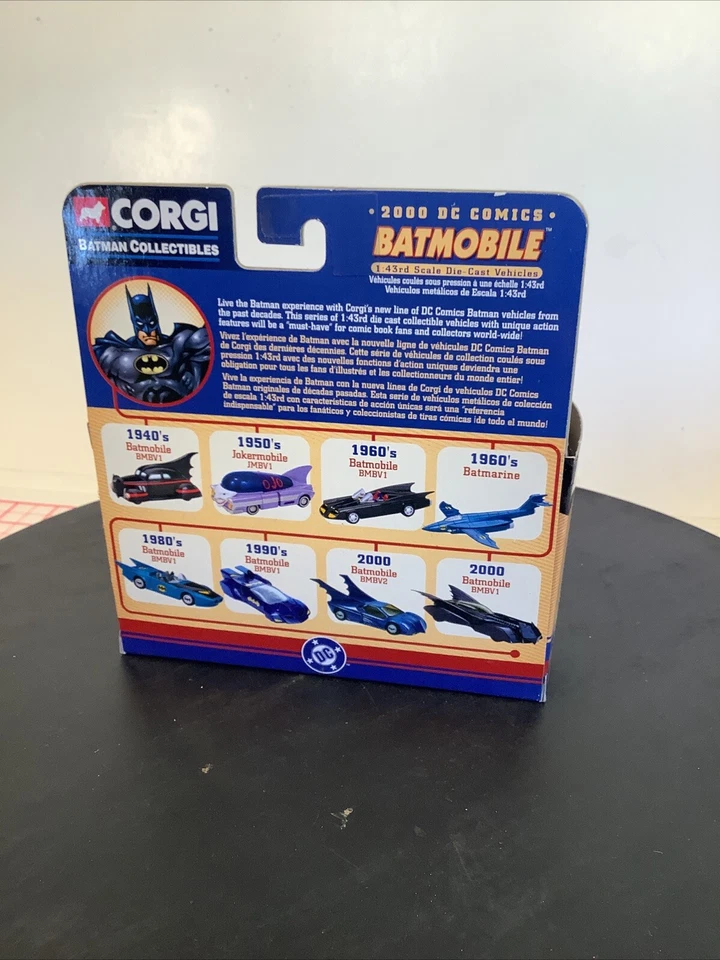 CORGI
BATMAN COLLECTIBLES
• 2000 DC COMICS •
BATMOBILE™
1:43rd Scale Die-Cast Vehicles
Véhicules coulés sous pression à une échelle 1:43rd
Vehículos metálicos de Escala 1:43rd
Live the Batman experience with Corgi's new line of DC Comics Batman vehicles from
the past decades. This series of 1:43rd die cast collectible vehicles with unique action
features will be a "must-have" for comic book fans and collectors world-wide!
Vivez l'expérience de Batman avec la nouvelle ligne de véhicules DC Comics Batman
de Corgi des dernières décennies. Cette série de véhicules de collection coulés sous
pression 1:43rd avec des nouvelles fonctions d'action uniques deviendra une
obligation pour tous les fans d'illustrés et les collectionneurs du monde entier!
Vive la experiencia de Batman con la nueva línea de Corgi de vehículos DC Comics
Batman originales de décadas pasadas. Esta serie de vehículos metálicos de colección
de escala 1:43rd con características de acción únicas será una "referencia
indispensable" para los fanáticos y coleccionistas de tiras cómicas ¡de todo el mundo!
1940's
Batmobile
BMBV1
1950's
Jokermobile
JMBV1
1960's
Batmobile
BMBV1
1960's
Batmarine
1980's
Batmobile
BMBV1
1990's
Batmobile
BMBV1
2000
Batmobile
BMBV2
2000
Batmobile
BMBV1
DC